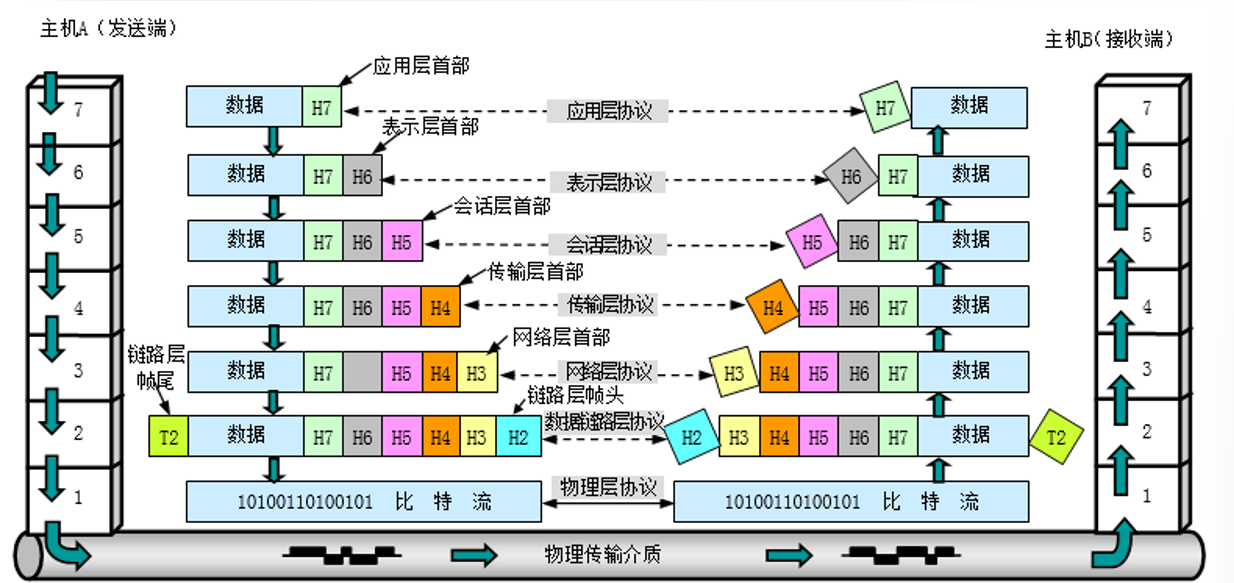 主机A（发送端）
主机B(接收端)
7
6
5
4
3
2
1
应用层首部
数据 H7
应用层协议
H7 数据
表示层首部
数据 H7 H6
表示层协议
H6 H7 数据
会话层首部
数据 H7 H6 H5
会话层协议
H5 H6 H7 数据
传输层首部
数据 H7 H6 H5 H4
传输层协议
H4 H5 H6 H7 数据
网络层首部
数据 H7 H5 H4 H3
网络层协议
H3 H4 H5 H6 H7 数据
链路层
帧尾
链路层帧头
T2 数据 H7 H6 H5 H4 H3 H2
数据链路层协议
H2 H3 H4 H5 H6 H7 数据 T2
10100110100101 比 特 流
物理层协议
10100110100101 比 特 流
物理传输介质
7
6
5
4
3
2
1